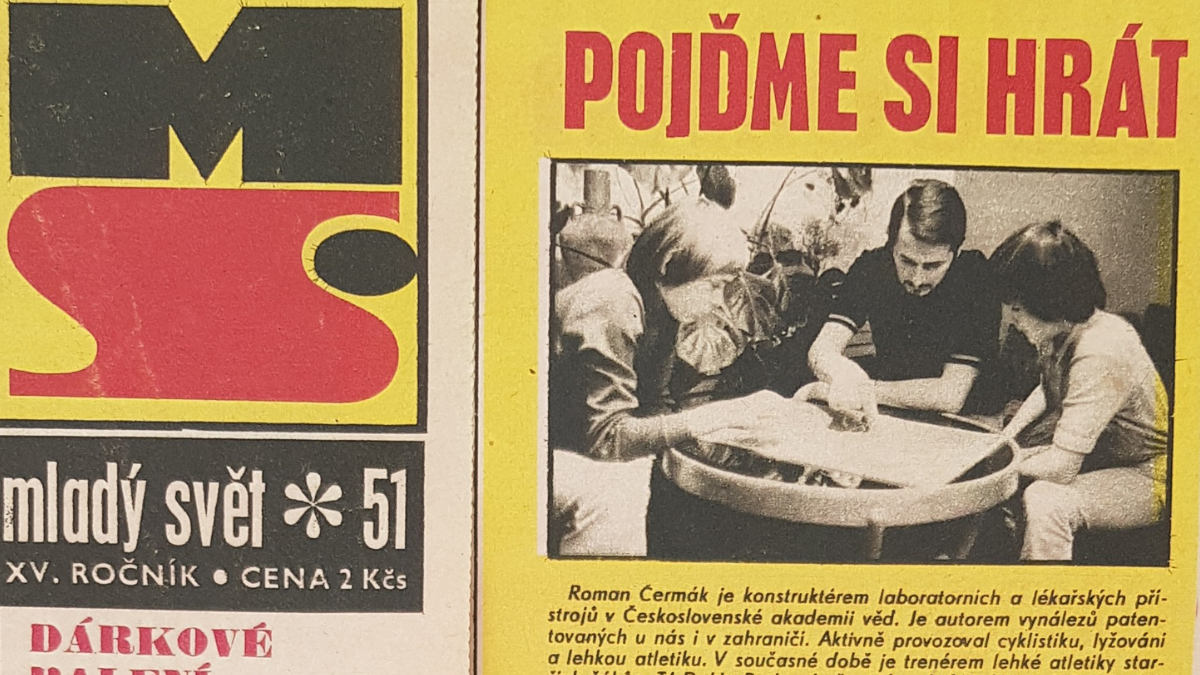 MS
mladý svět * 51
XV. ROČNÍK • CENA 2 Kčs
DÁRKOVÉ
BALENÍ
POJĎME SI HRÁT
Roman Čermák je konstruktérem laboratorních a lékařských pří-
strojů v Československé akademii věd. Je autorem vynálezů paten-
tovaných u nás i v zahraničí. Aktivně provozoval cyklistiku, lyžování
a lehkou atletiku. V současné době je trenérem lehké atletiky star-